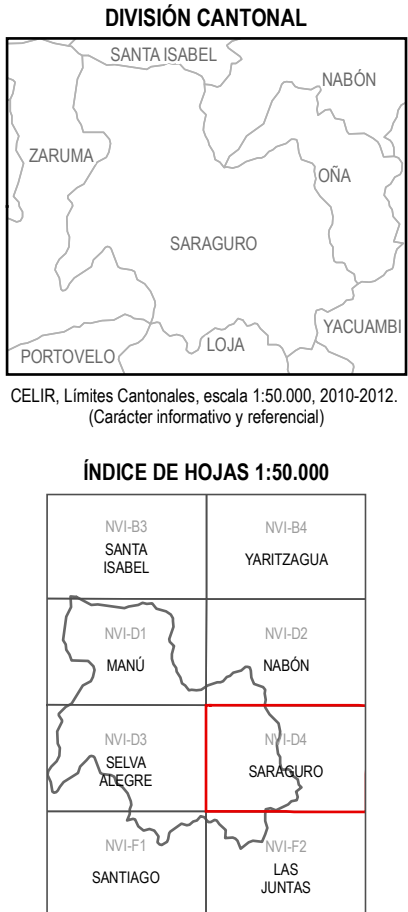 DIVISIÓN CANTONAL
SANTA ISABEL
NABÓN
ZARUMA
OÑA
SARAGURO
YACUAMBI
LOJA
PORTOVELO
CELIR, Límites Cantonales, escala 1:50.000, 2010-2012.
(Carácter informativo y referencial)
ÍNDICE DE HOJAS 1:50.000
NVI-B3
SANTA
ISABEL
NVI-B4
YARITZAGUA
NVI-D1
MANÚ
NVI-D2
NABÓN
NVI-D3
SELVA
ALEGRE
NVI-D4
SARAGURO
NVI-F1
SANTIAGO
NVI-F2
LAS
JUNTAS